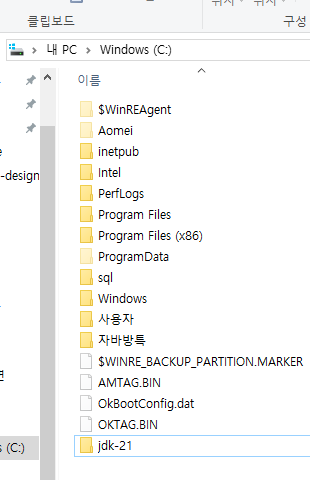 클립보드
구성
내 PC > Windows (C:)
이름
$WinREAgent
Aomei
inetpub
Intel
PerfLogs
Program Files
Program Files (x86)
-design
ProgramData
sql
Windows
사용자
자바방특
$WINRE_BACKUP_PARTITION.MARKER
AMTAG.BIN
OkBootConfig.dat
OKTAG.BIN
s (C:)
jdk-21